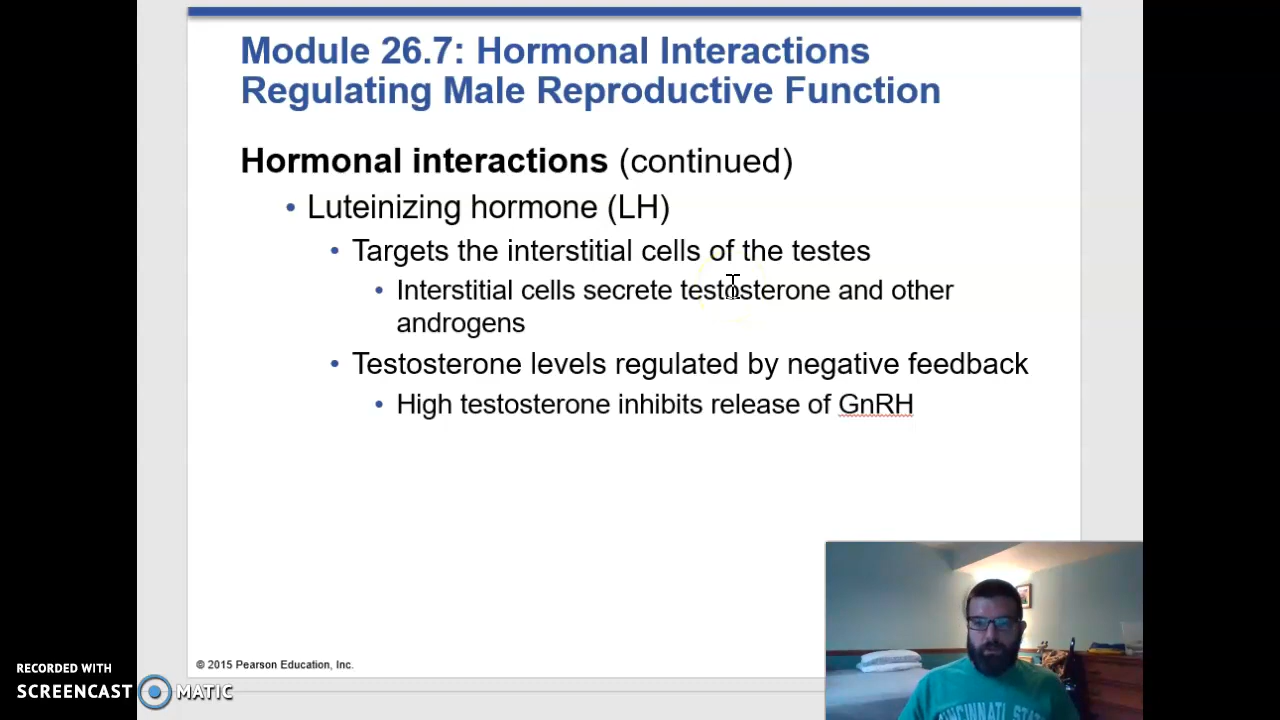 Module 26.7: Hormonal Interactions
Regulating Male Reproductive Function
Hormonal interactions (continued)
• Luteinizing hormone (LH)
• Targets the interstitial cells of the testes
• Interstitial cells secrete testosterone and other
androgens
• Testosterone levels regulated by negative feedback
• High testosterone inhibits release of GnRH
© 2015 Pearson Education, Inc.
RECORDED WITH
SCREENCAST MATIC
CINCINNATI STATE